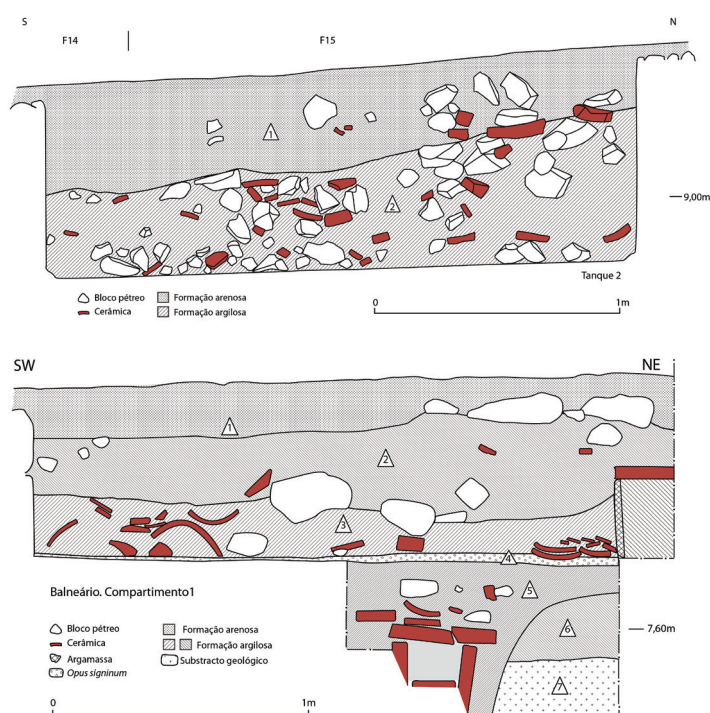 S
N
F14
F15
1
2
9,00m
Tanque 2
Bloco pétreo
Formação arenosa
Cerâmica
Formação argilosa
0
1m
SW
NE
1
2
3
4
Balneário. Compartimento1
5
6
7,60m
Bloco pétreo
Formação arenosa
Cerâmica
Formação argilosa
Argamassa
Substracto geológico
Opus signinum
7
0
1m